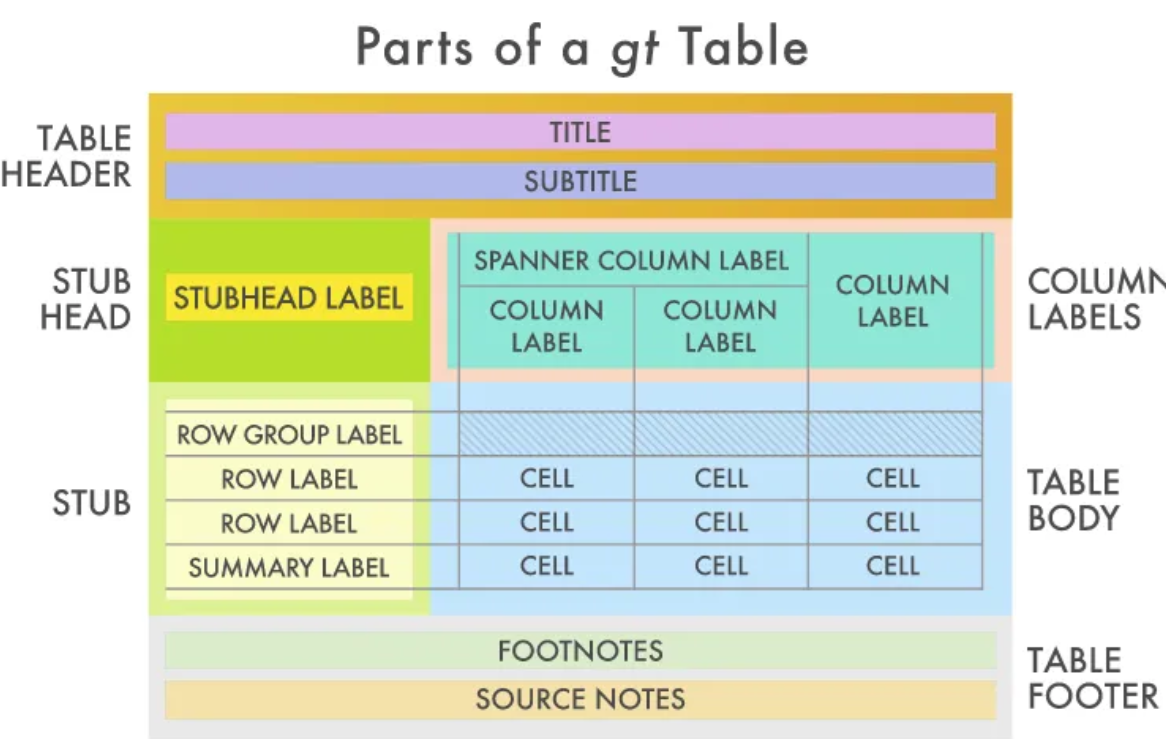 Parts of a gt Table
TABLE
HEADER
TITLE
SUBTITLE
STUB
HEAD
STUBHEAD LABEL
SPANNER COLUMN LABEL
COLUMN
LABEL
COLUMN
LABEL
COLUMN
LABEL
COLUMN
LABELS
STUB
ROW GROUP LABEL
ROW LABEL CELL CELL CELL
ROW LABEL CELL CELL CELL
SUMMARY LABEL CELL CELL CELL
TABLE
BODY
FOOTNOTES
SOURCE NOTES
TABLE
FOOTER